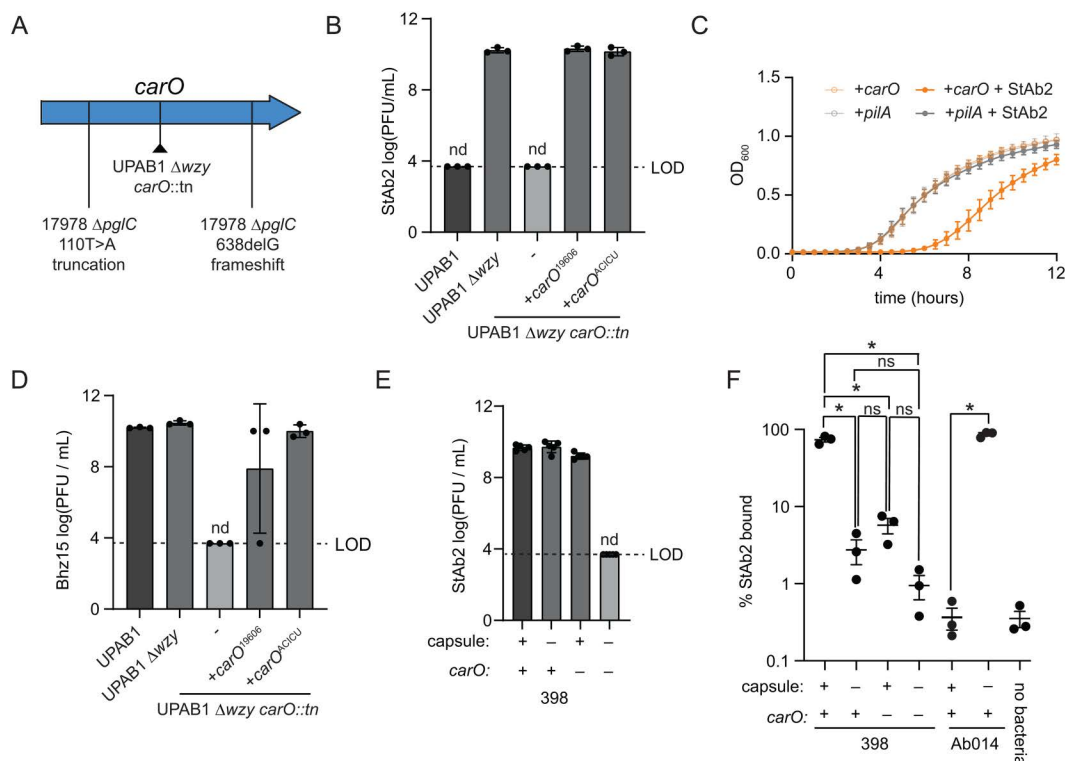 A
carO
UPAB1 Δwzy
carO::tn
17978 ΔpglC
110T>A
truncation
17978 ΔpglC
638delG
frameshift
B
StAb2 log(PFU/mL)
12
8
4
0
nd
nd
LOD
UPAB1
UPAB1 Δwzy
-
+carO19606
+carOACICU
UPAB1 Δwzy carO::tn
C
OD600
1.5
1.0
0.5
0.0
+carO
+carO + StAb2
+pilA
+pilA + StAb2
0
4
8
12
time (hours)
D
Bhz15 log(PFU / mL)
12
8
4
0
nd
LOD
UPAB1
UPAB1 Δwzy
-
+carO19606
+carOACICU
UPAB1 Δwzy carO::tn
E
StAb2 log(PFU / mL)
12
8
4
0
nd
LOD
capsule: + – + –
carO: + + – –
398
F
% StAb2 bound
100
10
1
0.1
*
ns
*
*
ns
ns
*
capsule: + – + – + –
carO: + + – – + +
398
Ab014
no bacteria